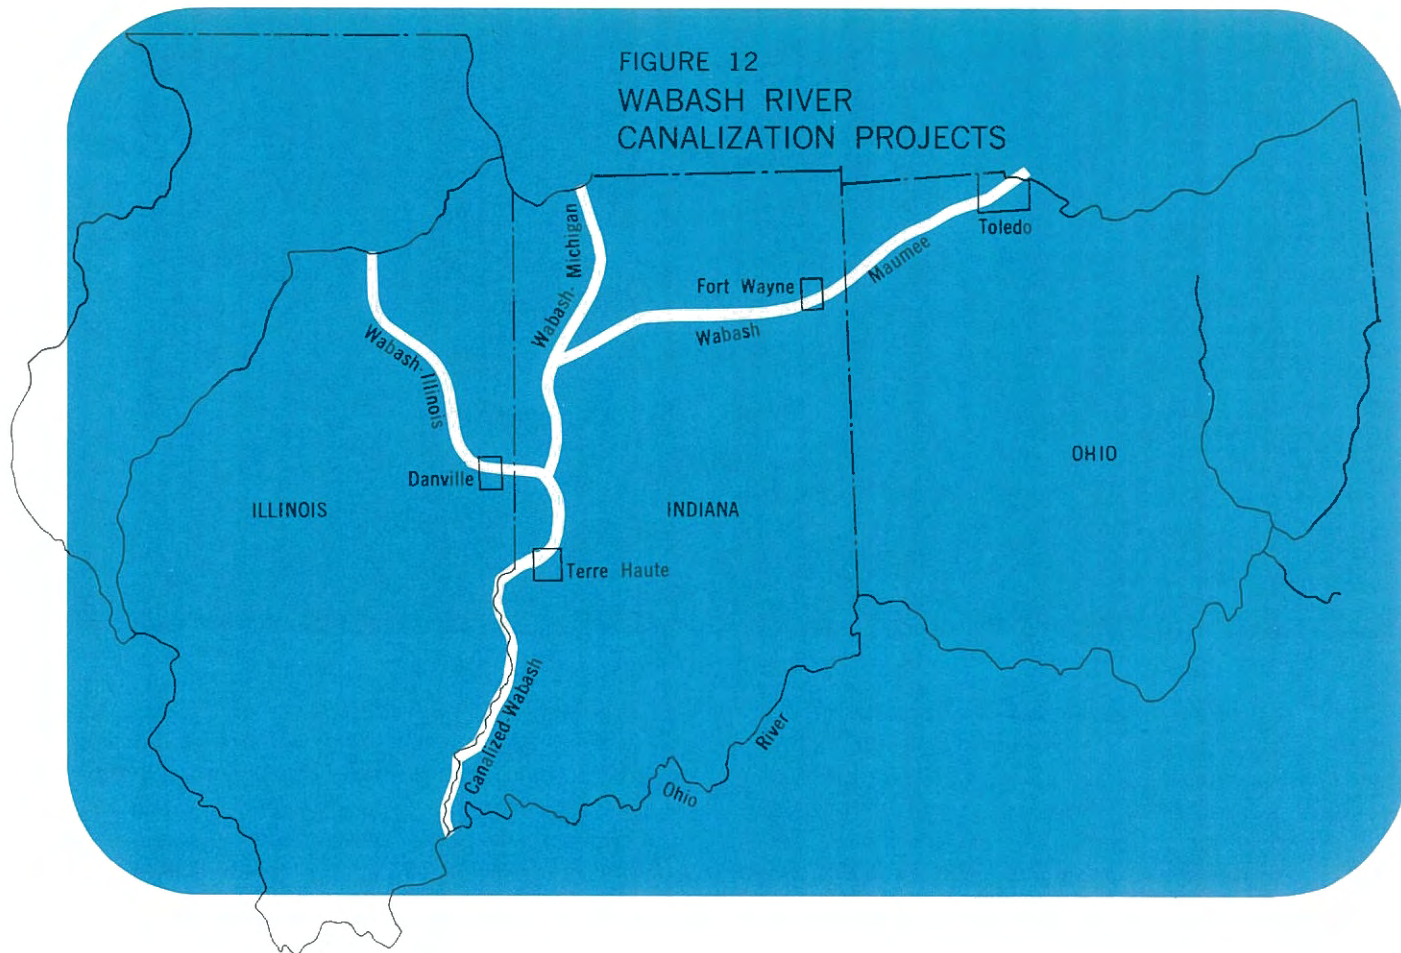 FIGURE 12
WABASH RIVER
CANALIZATION PROJECTS
Wabash-Michigan
Toledo
Maumee
Fort Wayne
Wabash
Wabash-Illinois
Danville
OHIO
ILLINOIS
INDIANA
Terre Haute
Canalized-Wabash
Ohio
River